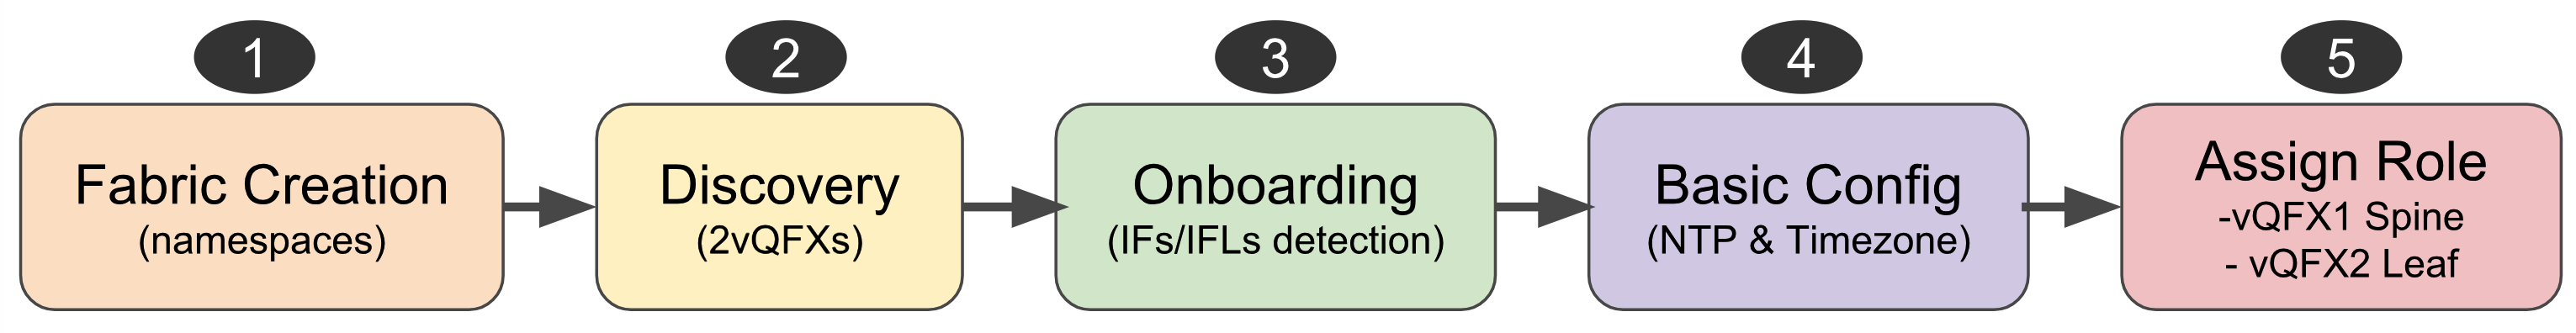 1
Fabric Creation
(namespaces)
2
Discovery
(2vQFXs)
3
Onboarding
(IFs/IFLs detection)
4
Basic Config
(NTP & Timezone)
5
Assign Role
-vQFX1 Spine
- vQFX2 Leaf